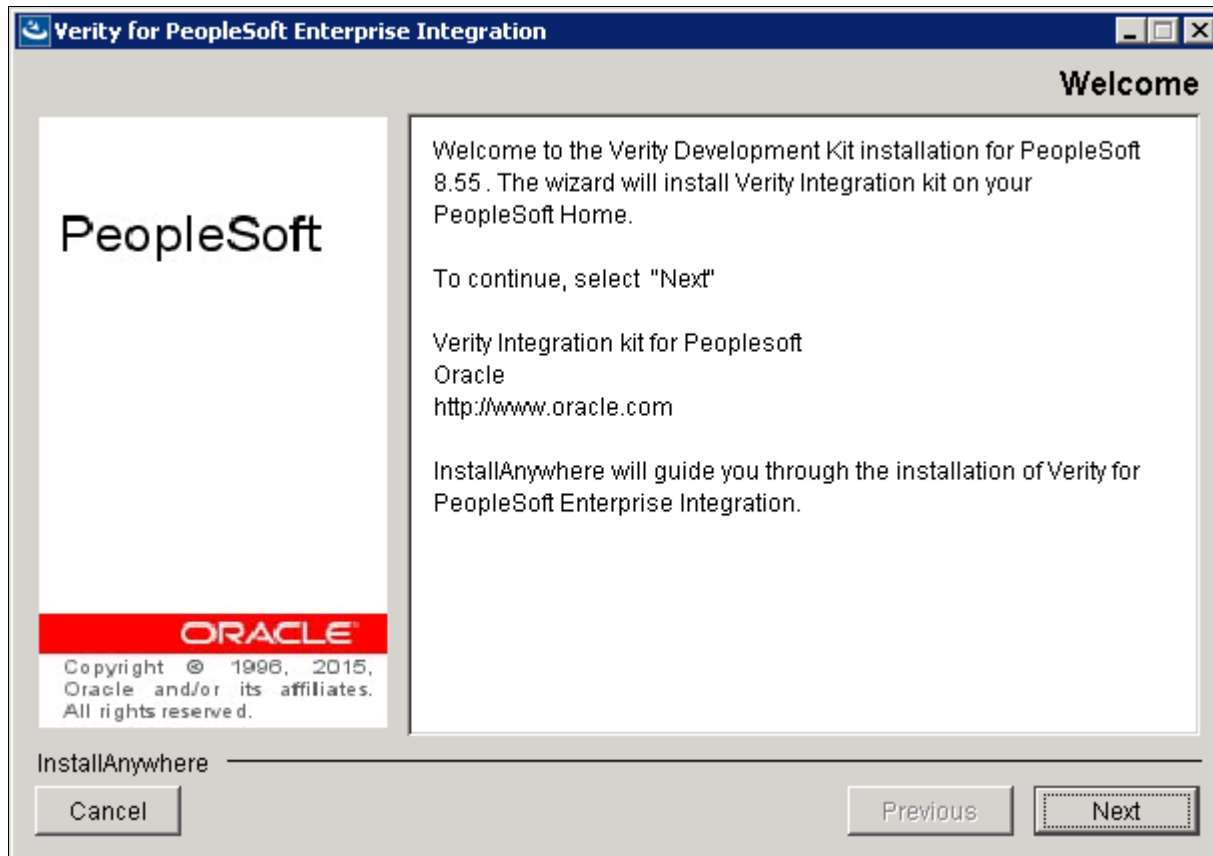 Verity for PeopleSoft Enterprise Integration
Welcome
PeopleSoft
ORACLE
Copyright © 1996, 2015,
Oracle and/or its affiliates.
All rights reserved.
Welcome to the Verity Development Kit installation for PeopleSoft
8.55 . The wizard will install Verity Integration kit on your
PeopleSoft Home.
To continue, select "Next"
Verity Integration kit for Peoplesoft
Oracle
http://www.oracle.com
InstallAnywhere will guide you through the installation of Verity for
PeopleSoft Enterprise Integration.
InstallAnywhere
Cancel
Previous
Next